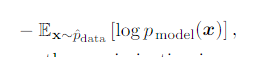 − 𝔼_{𝐱∼p̂_data} [log p_model(𝒙)] ,